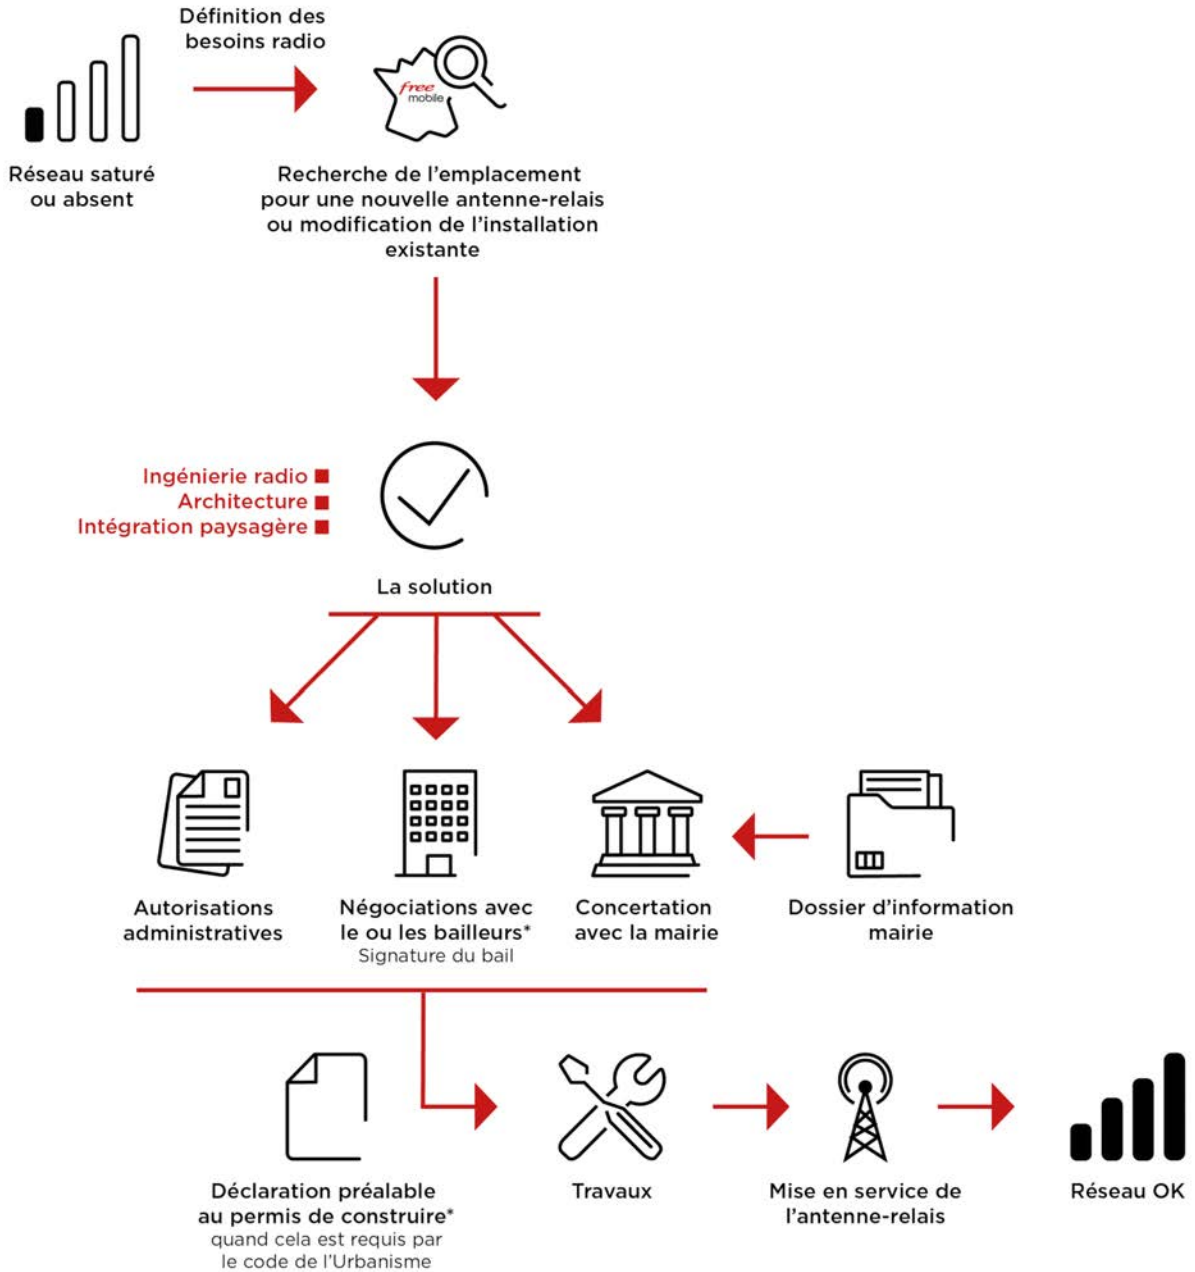 Définition des
besoins radio
free
mobile
Réseau saturé
ou absent
Recherche de l'emplacement
pour une nouvelle antenne-relais
ou modification de l'installation
existante
Ingénierie radio
Architecture
Intégration paysagère
La solution
Autorisations
administratives
Négociations avec
le ou les bailleurs*
Signature du bail
Concertation
avec la mairie
Dossier d'information
mairie
Déclaration préalable
au permis de construire*
quand cela est requis par
le code de l'Urbanisme
Travaux
Mise en service de
l'antenne-relais
Réseau OK